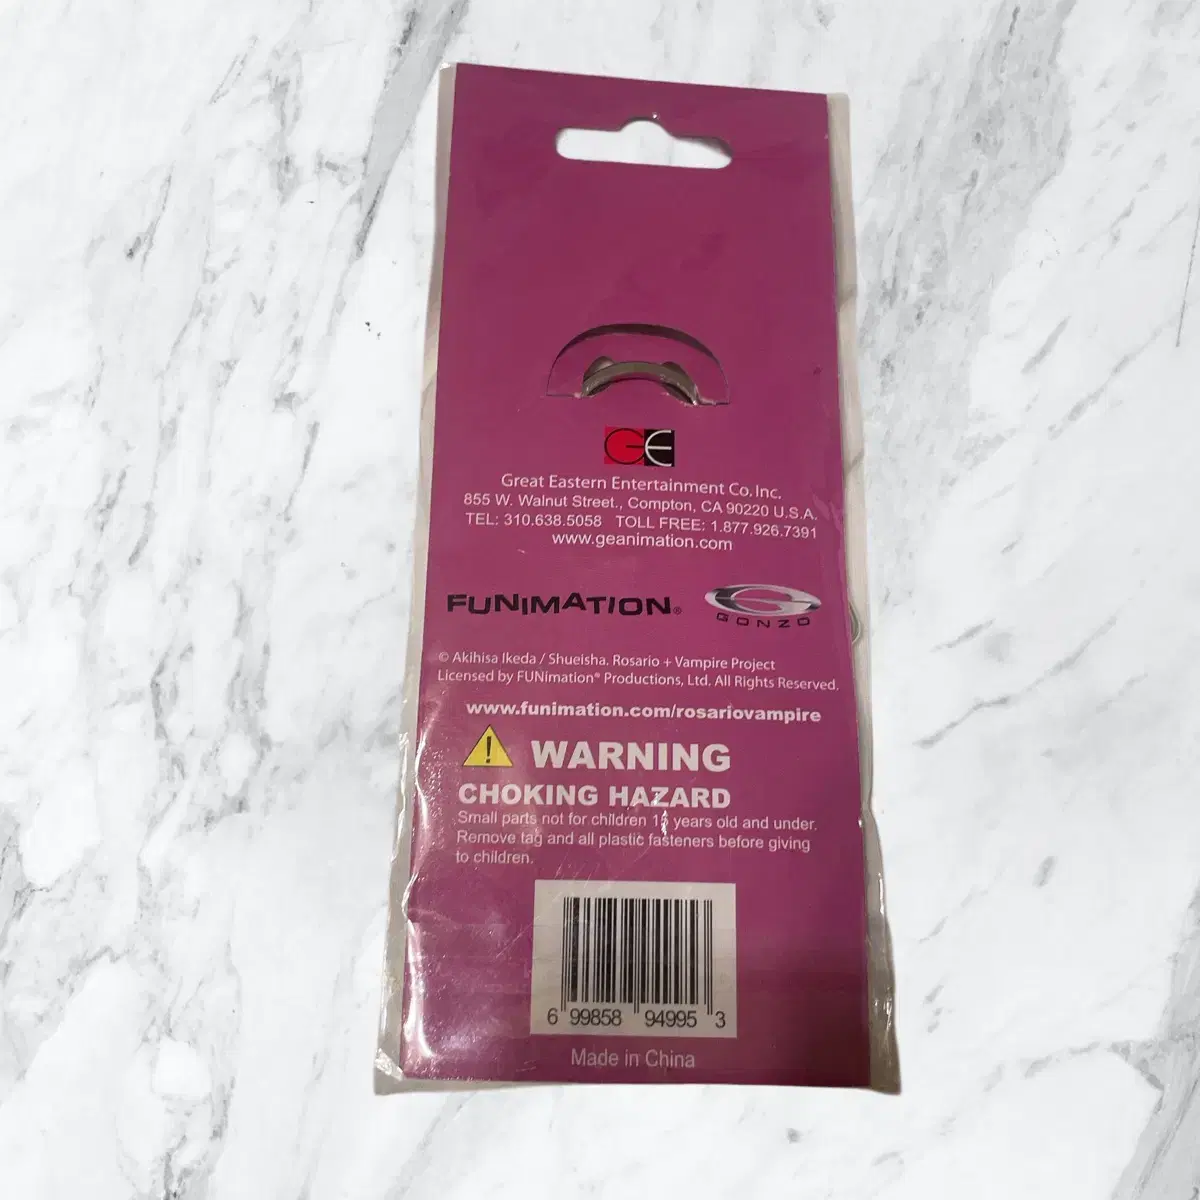 GE
Great Eastern Entertainment Co. Inc.
855 W. Walnut Street., Compton, CA 90220 U.S.A.
TEL: 310.638.5058 TOLL FREE: 1.877.926.7391
www.geanimation.com
FUNIMATION®
GONZO
© Akihisa Ikeda / Shueisha. Rosario + Vampire Project
Licensed by FUNimation® Productions, Ltd. All Rights Reserved.
www.funimation.com/rosariovampire
! WARNING
CHOKING HAZARD
Small parts not for children years old and under.
Remove tag and all plastic fasteners before giving
to children.
6 99858 94995 3
Made in China